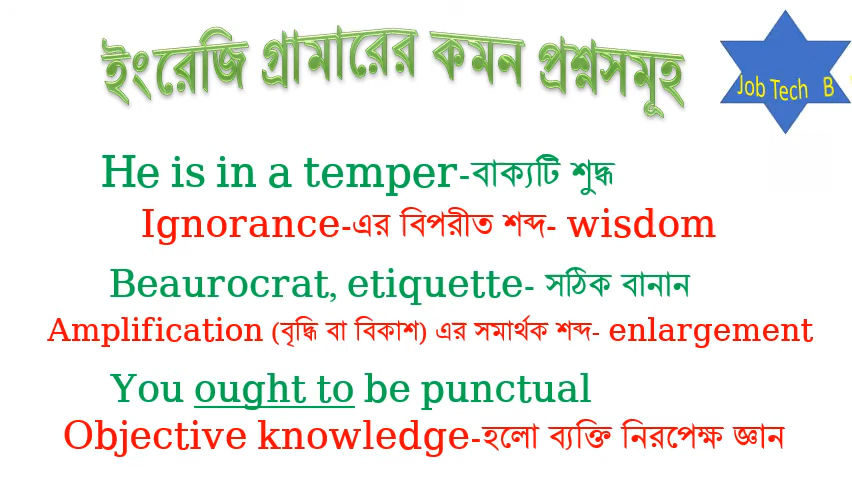 ইংরেজি গ্রামারের কমন প্রশ্নসমূহ
Job Tech B
He is in a temper-বাক্যটি শুদ্ধ
Ignorance-এর বিপরীত শব্দ- wisdom
Beaurocrat, etiquette- সঠিক বানান
Amplification (বৃদ্ধি বা বিকাশ) এর সমার্থক শব্দ- enlargement
You ought to be punctual
Objective knowledge-হলো ব্যক্তি নিরপেক্ষ জ্ঞান